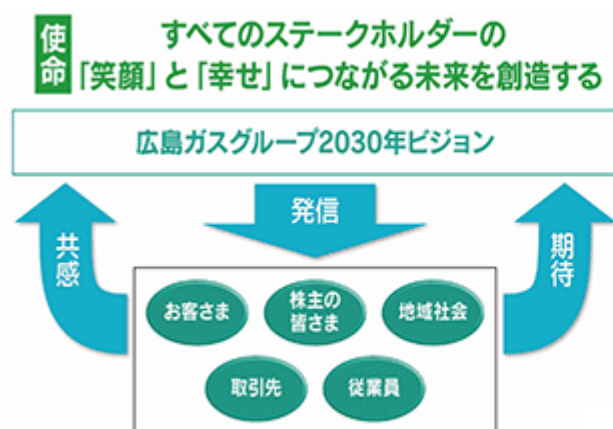 使命
すべてのステークホルダーの
「笑顔」と「幸せ」につながる未来を創造する
広島ガスグループ2030年ビジョン
共感
発信
期待
お客さま
株主の
皆さま
地域社会
取引先
従業員